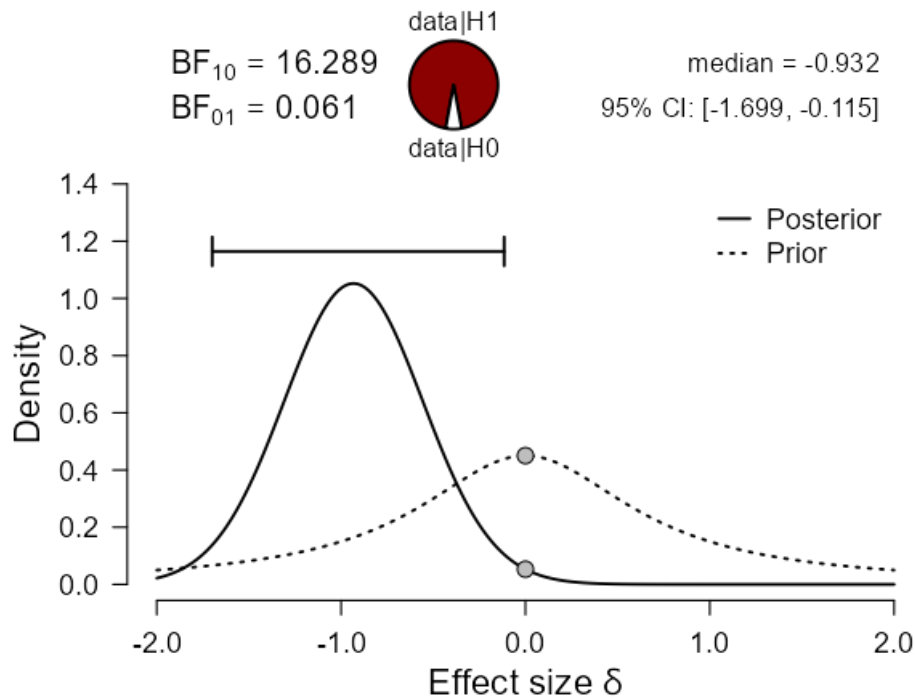 data|H1
BF₁₀ = 16.289
BF₀₁ = 0.061
median = -0.932
95% CI: [-1.699, -0.115]
data|H0
Posterior
Prior
Density
1.4
1.2
1.0
0.8
0.6
0.4
0.2
0.0
-2.0 -1.0 0.0 1.0 2.0
Effect size δ